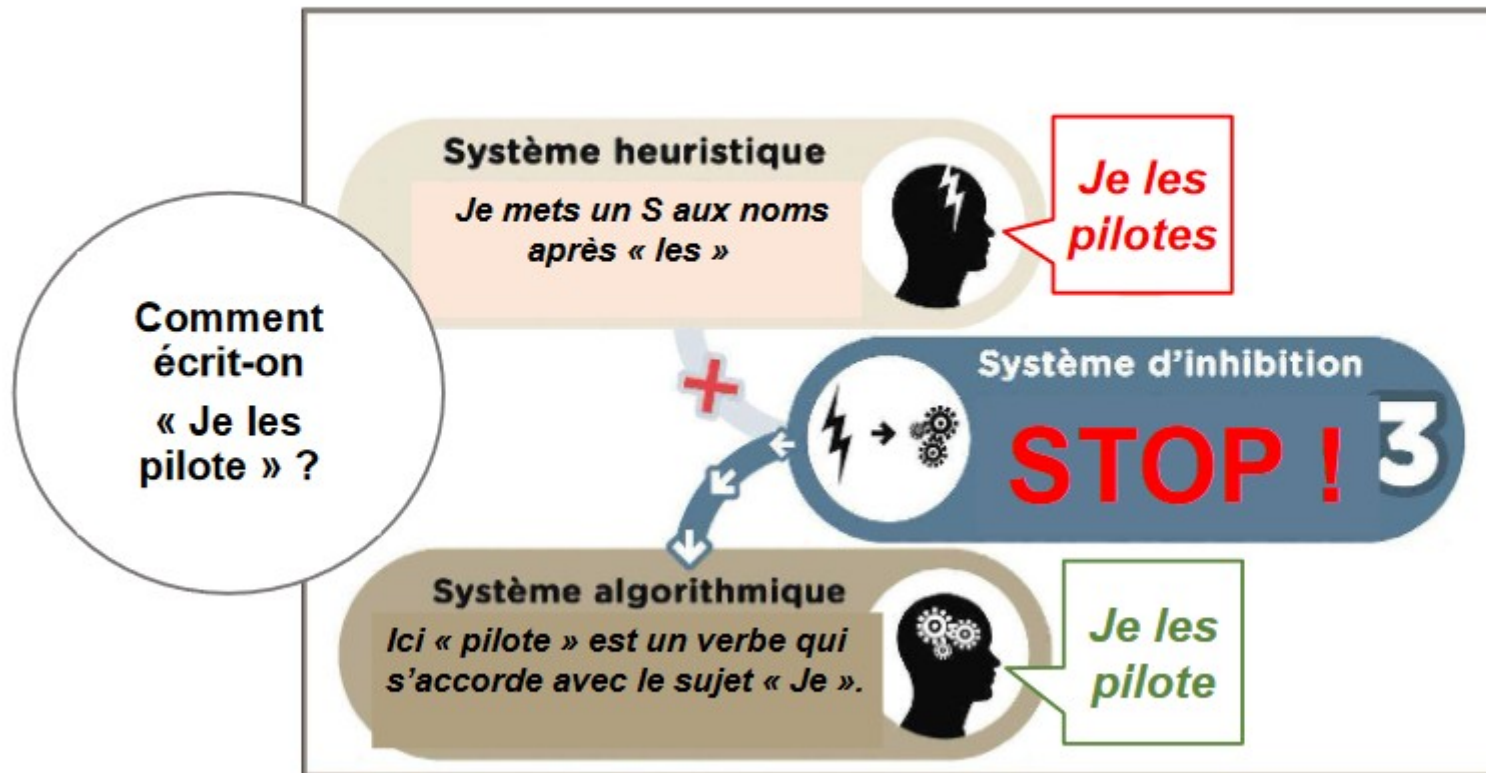 Comment
écrit-on
« Je les
pilote » ?
Système heuristique
Je mets un S aux noms
après « les »
Je les
pilotes
Système d'inhibition
STOP !
3
Système algorithmique
Ici « pilote » est un verbe qui
s'accorde avec le sujet « Je ».
Je les
pilote